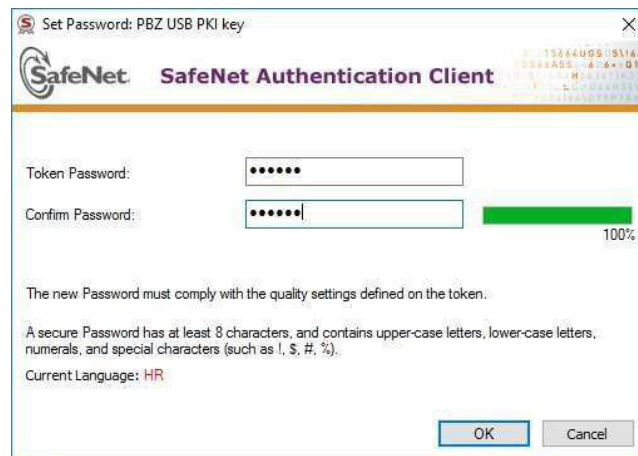 Set Password: PBZ USB PKI key
SafeNet. SafeNet Authentication Client
Token Password: ••••••
Confirm Password: ••••••
100%
The new Password must comply with the quality settings defined on the token.
A secure Password has at least 8 characters, and contains upper-case letters, lower-case letters,
numerals, and special characters (such as !, $, #, %).
Current Language: HR
OK Cancel